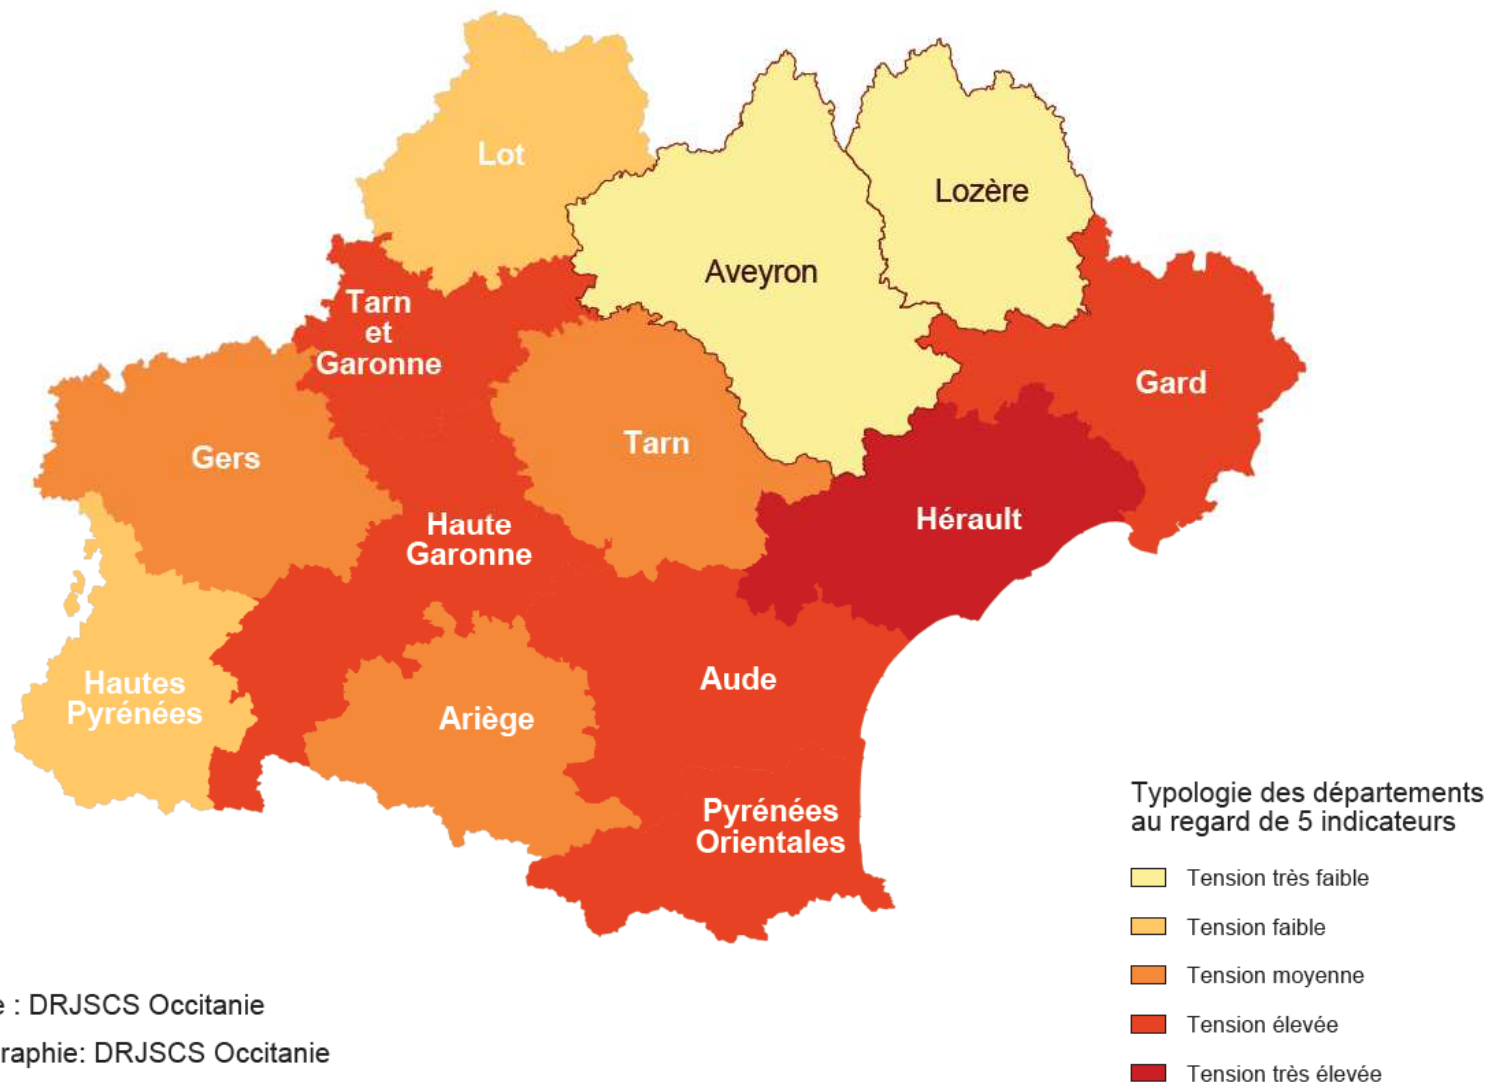 Lot
Lozère
Aveyron
Tarn
et
Garonne
Gard
Tarn
Gers
Hérault
Haute
Garonne
Aude
Hautes
Pyrénées
Ariège
Pyrénées
Orientales
Typologie des départements
au regard de 5 indicateurs
Tension très faible
Tension faible
Tension moyenne
Tension élevée
Tension très élevée
: DRJSCS Occitanie
raphie: DRJSCS Occitanie